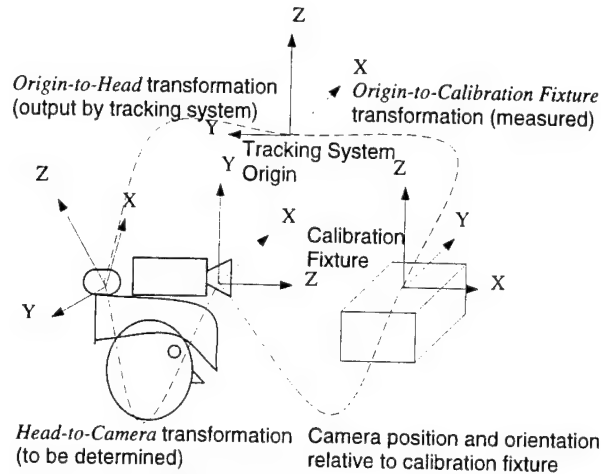 Z
Origin-to-Head transformation
(output by tracking system)
X
Origin-to-Calibration Fixture
transformation (measured)
Y
Tracking System
Origin
Z
X
Y
Z
Y
X
Calibration
Fixture
Z
X
Y
Head-to-Camera transformation
(to be determined)
Camera position and orientation
relative to calibration fixture